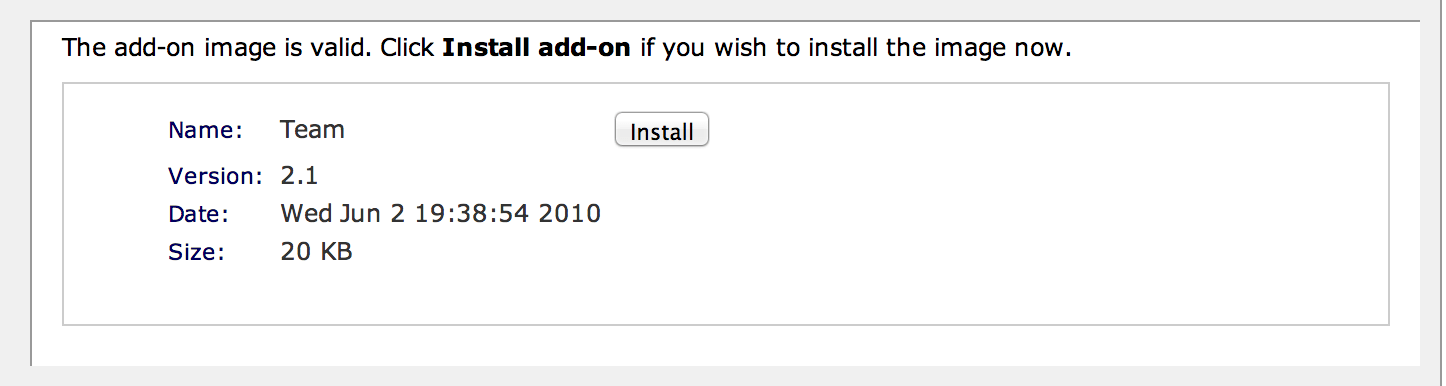 The add-on image is valid. Click Install add-on if you wish to install the image now.
Name: Team Install
Version: 2.1
Date: Wed Jun 2 19:38:54 2010
Size: 20 KB